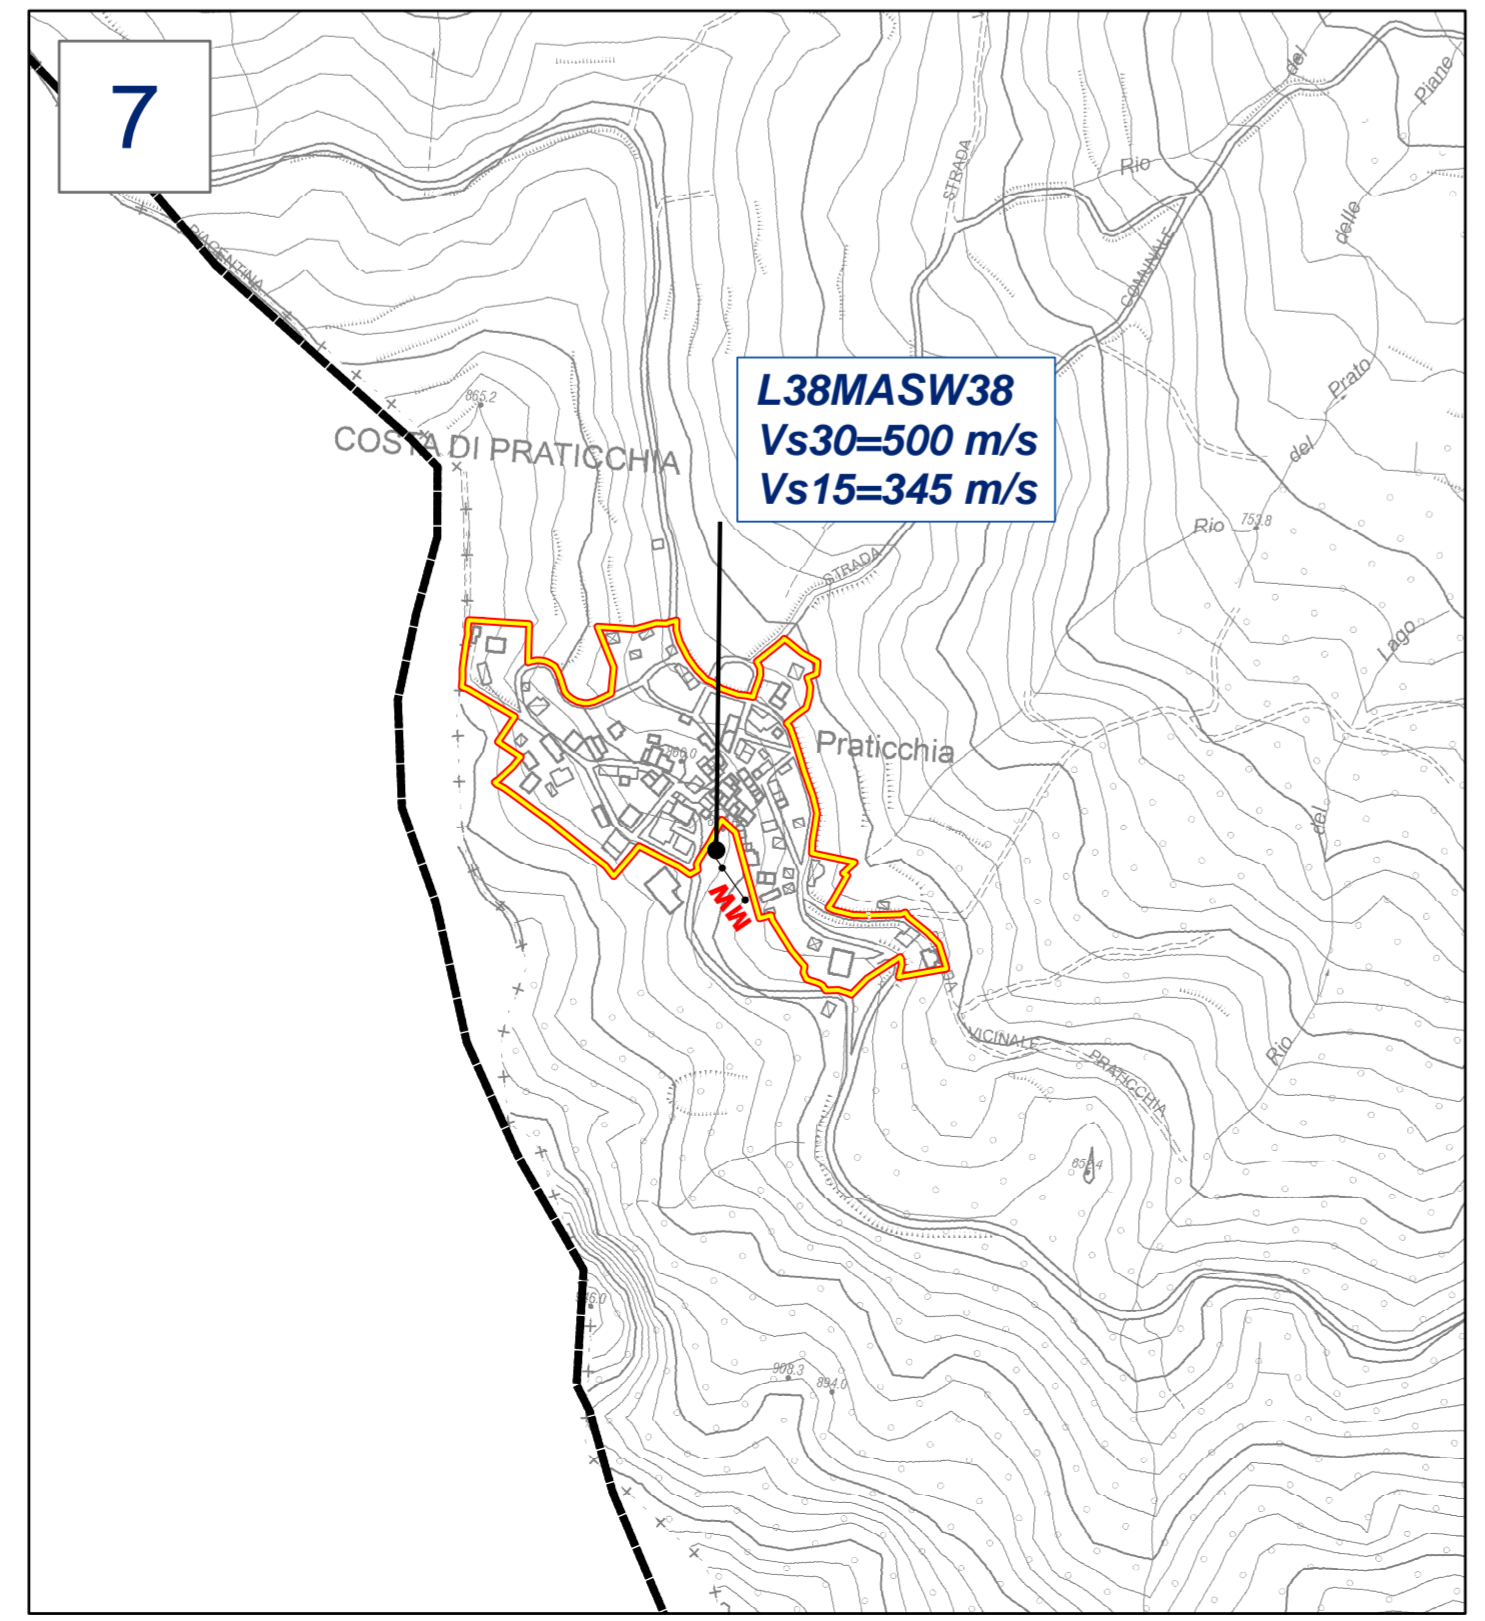 7
PIACENTINA
STRADA
Rio
del
Piane
delle
COMUNALE
Prato
del
Rio
753.8
Lago
del
Rio
865.2
COSTA DI PRATICCHIA
L38MASW38
Vs30=500 m/s
Vs15=345 m/s
STRADA
Praticchia
MW
VICINALE
PRATICCHIA
908.3
894.0